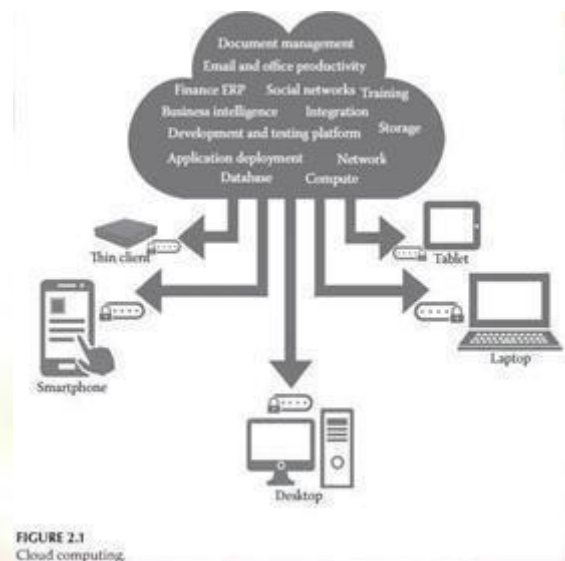 Document management
Email and office productivity
Finance ERP Social networks Training
Business intelligence Integration
Development and testing platform Storage
Application deployment Network
Database Compute
Thin client
Tablet
Smartphone
Laptop
Desktop
FIGURE 2.1
Cloud computing.